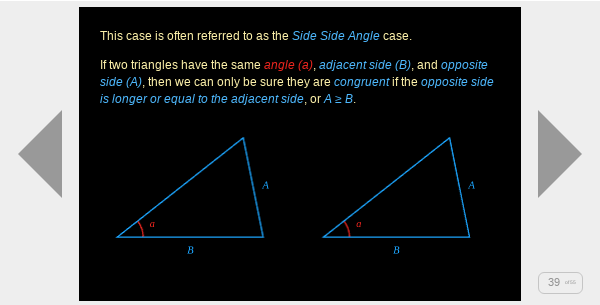 This case is often referred to as the Side Side Angle case.
If two triangles have the same angle (a), adjacent side (B), and opposite
side (A), then we can only be sure they are congruent if the opposite side
is longer or equal to the adjacent side, or A ≥ B.
A
a
B
A
a
B
39